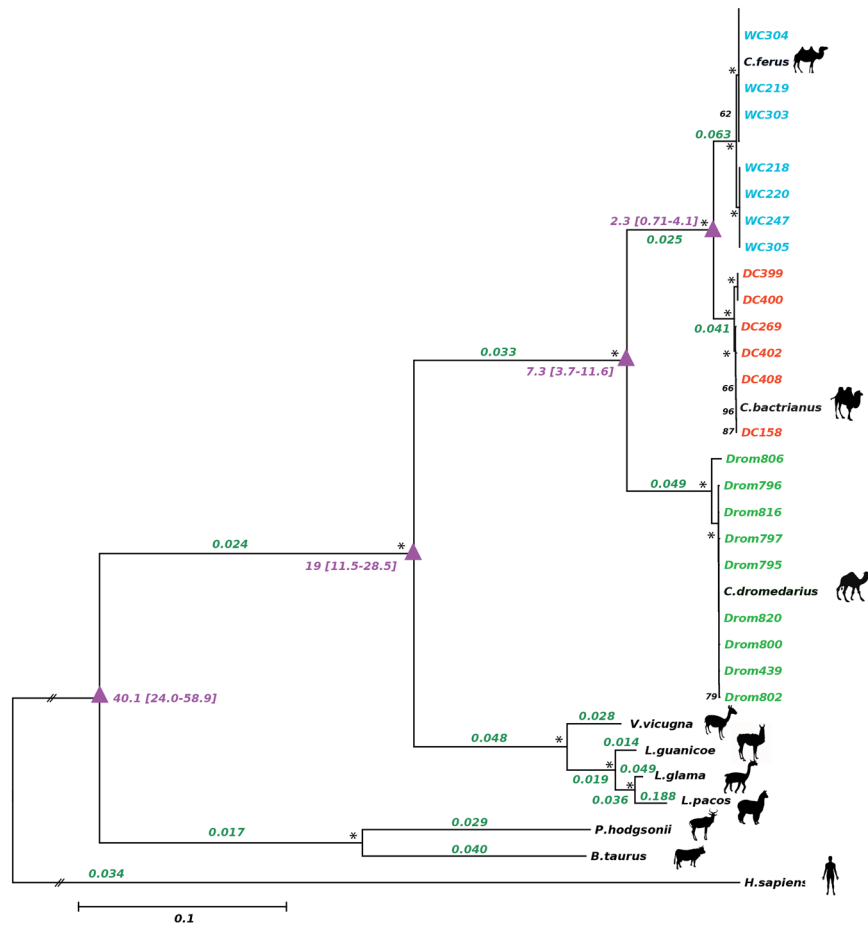 WC304
C.ferus
*
WC219
62
WC303
0.063
*
WC218
WC220
*
WC247
2.3 [0.71-4.1]
*
0.025
WC305
DC399
*
DC400
*
0.041
DC269
*
DC402
0.033
*
7.3 [3.7-11.6]
DC408
66
C.bactrianus
96
87
DC158
Drom806
0.049
*
Drom796
Drom816
*
Drom797
0.024
*
19 [11.5-28.5]
Drom795
C.dromedarius
Drom820
Drom800
Drom439
40.1 [24.0-58.9]
79
Drom802
0.028
V.vicugna
0.048
*
0.014
L.guanicoe
*
0.019
0.049
L.glama
*
0.036
0.188
L.pacos
0.017
*
0.029
P.hodgsonii
0.040
B.taurus
0.034
H.sapiens
0.1